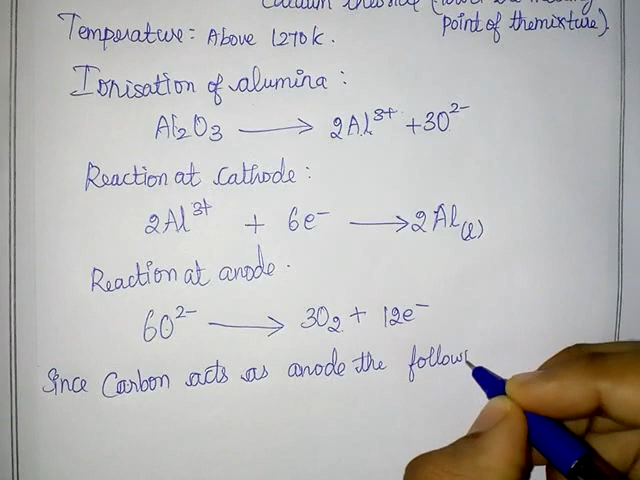 point of the mixture)
Temperature: Above 1270k.
Ionisation of alumina:
Al₂O₃ → 2Al³⁺ + 3O²⁻
Reaction at Cathode:
2Al³⁺ + 6e⁻ → 2Al(l)
Reaction at anode.
6O²⁻ → 3O₂ + 12e⁻
Since Carbon acts as anode the follow